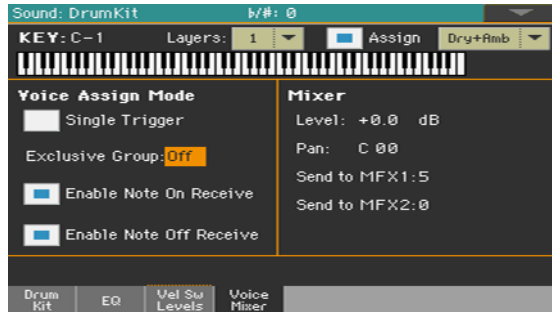 Sound: DrumKit b/#: 0
KEY: C-1 Layers: 1 Assign Dry+Amb
Voice Assign Mode
Single Trigger
Exclusive Group: Off
Enable Note On Receive
Enable Note Off Receive
Mixer
Level: +0.0 dB
Pan: C 00
Send to MFX1:5
Send to MFX2:0
Drum Kit
EQ
Vel Sw Levels
Voice Mixer